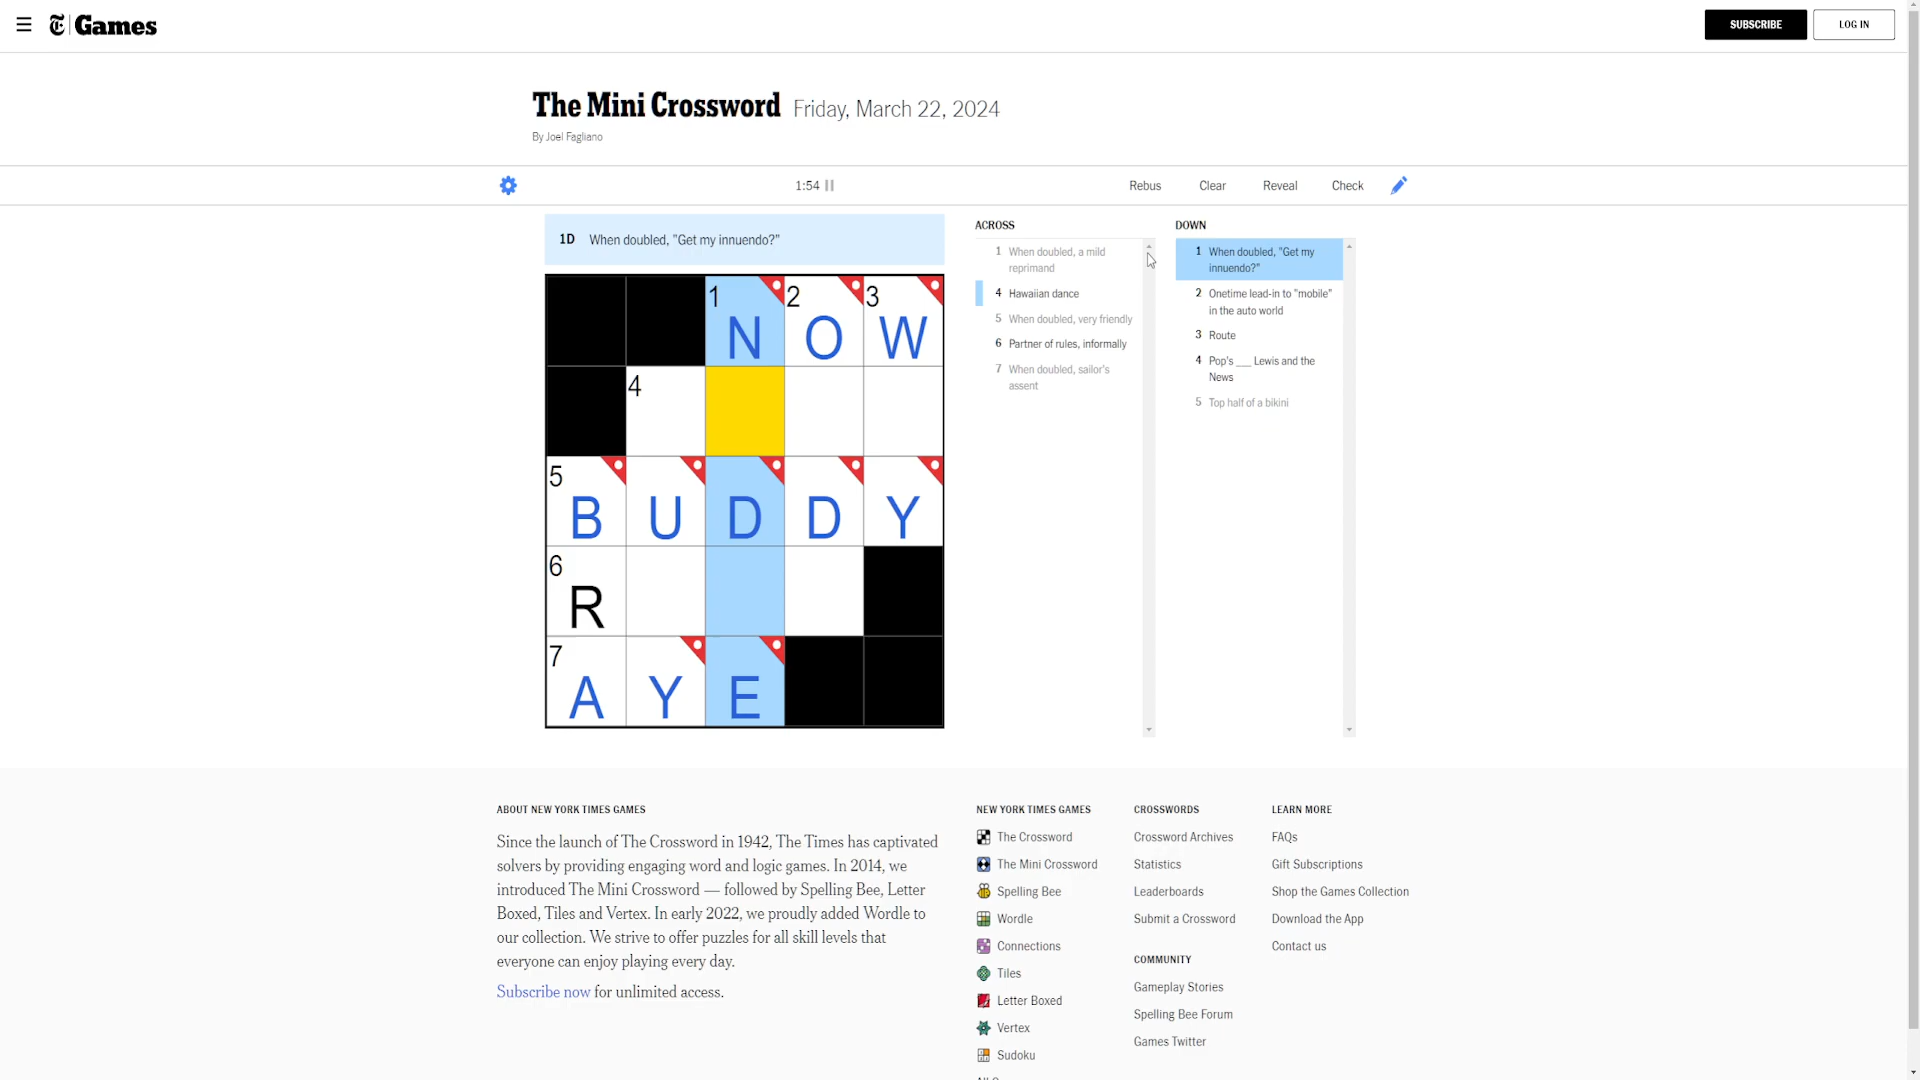 Games
SUBSCRIBE
LOG IN
The Mini Crossword Friday, March 22, 2024
By Joel Fagliano
1:54
Rebus
Clear
Reveal
Check
1D When doubled, "Get my innuendo?"
1 N
2 O
3 W
4
5 B
U
D
D
Y
6 R
7 A
Y
E
ACROSS
1 When doubled, a mild
reprimand
4 Hawaiian dance
5 When doubled, very friendly
6 Partner of rules, informally
7 When doubled, sailor's
assent
DOWN
1 When doubled, "Get my
innuendo?"
2 Onetime lead-in to "mobile"
in the auto world
3 Route
4 Pop's ___ Lewis and the
News
5 Top half of a bikini
ABOUT NEW YORK TIMES GAMES
Since the launch of The Crossword in 1942, The Times has captivated
solvers by providing engaging word and logic games. In 2014, we
introduced The Mini Crossword — followed by Spelling Bee, Letter
Boxed, Tiles and Vertex. In early 2022, we proudly added Wordle to
our collection. We strive to offer puzzles for all skill levels that
everyone can enjoy playing every day.
Subscribe now for unlimited access.
NEW YORK TIMES GAMES
The Crossword
The Mini Crossword
Spelling Bee
Wordle
Connections
Tiles
Letter Boxed
Vertex
Sudoku
CROSSWORDS
Crossword Archives
Statistics
Leaderboards
Submit a Crossword
COMMUNITY
Gameplay Stories
Spelling Bee Forum
Games Twitter
LEARN MORE
FAQs
Gift Subscriptions
Shop the Games Collection
Download the App
Contact us